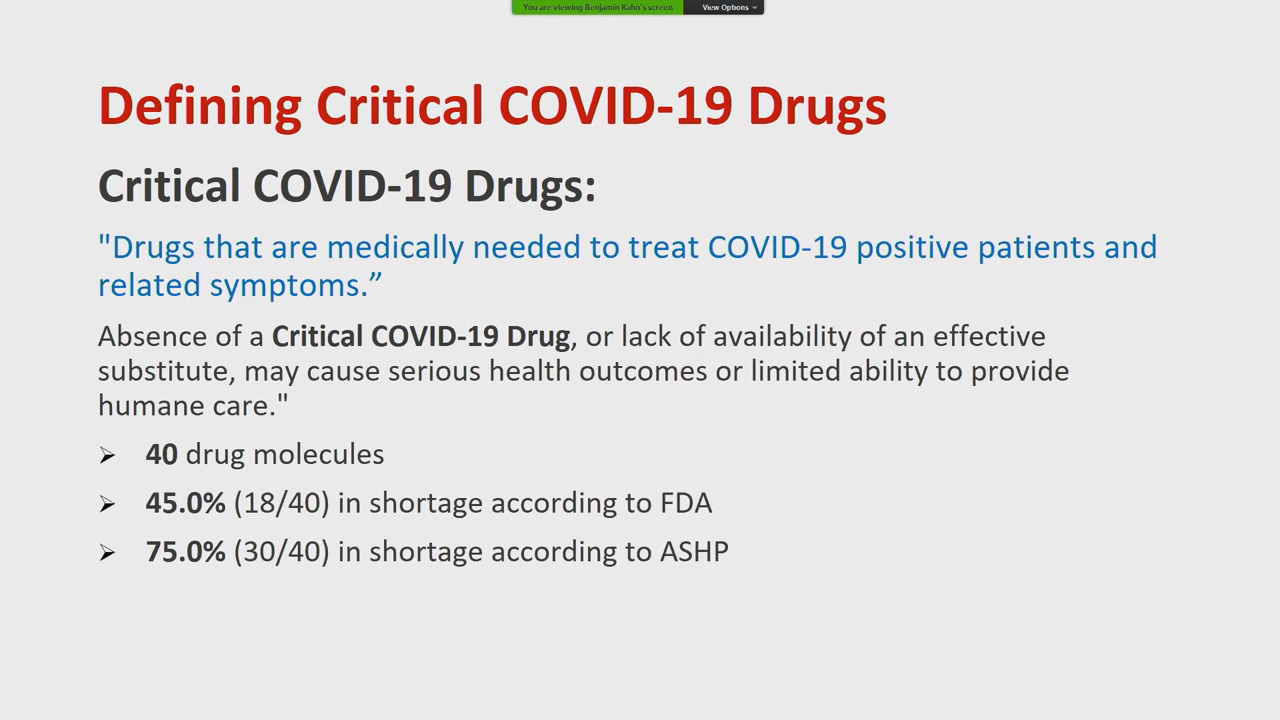 You are viewing Benjamin Kahn's screen View Options
Defining Critical COVID-19 Drugs
Critical COVID-19 Drugs:
"Drugs that are medically needed to treat COVID-19 positive patients and
related symptoms.”
Absence of a Critical COVID-19 Drug, or lack of availability of an effective
substitute, may cause serious health outcomes or limited ability to provide
humane care."
➢ 40 drug molecules
➢ 45.0% (18/40) in shortage according to FDA
➢ 75.0% (30/40) in shortage according to ASHP